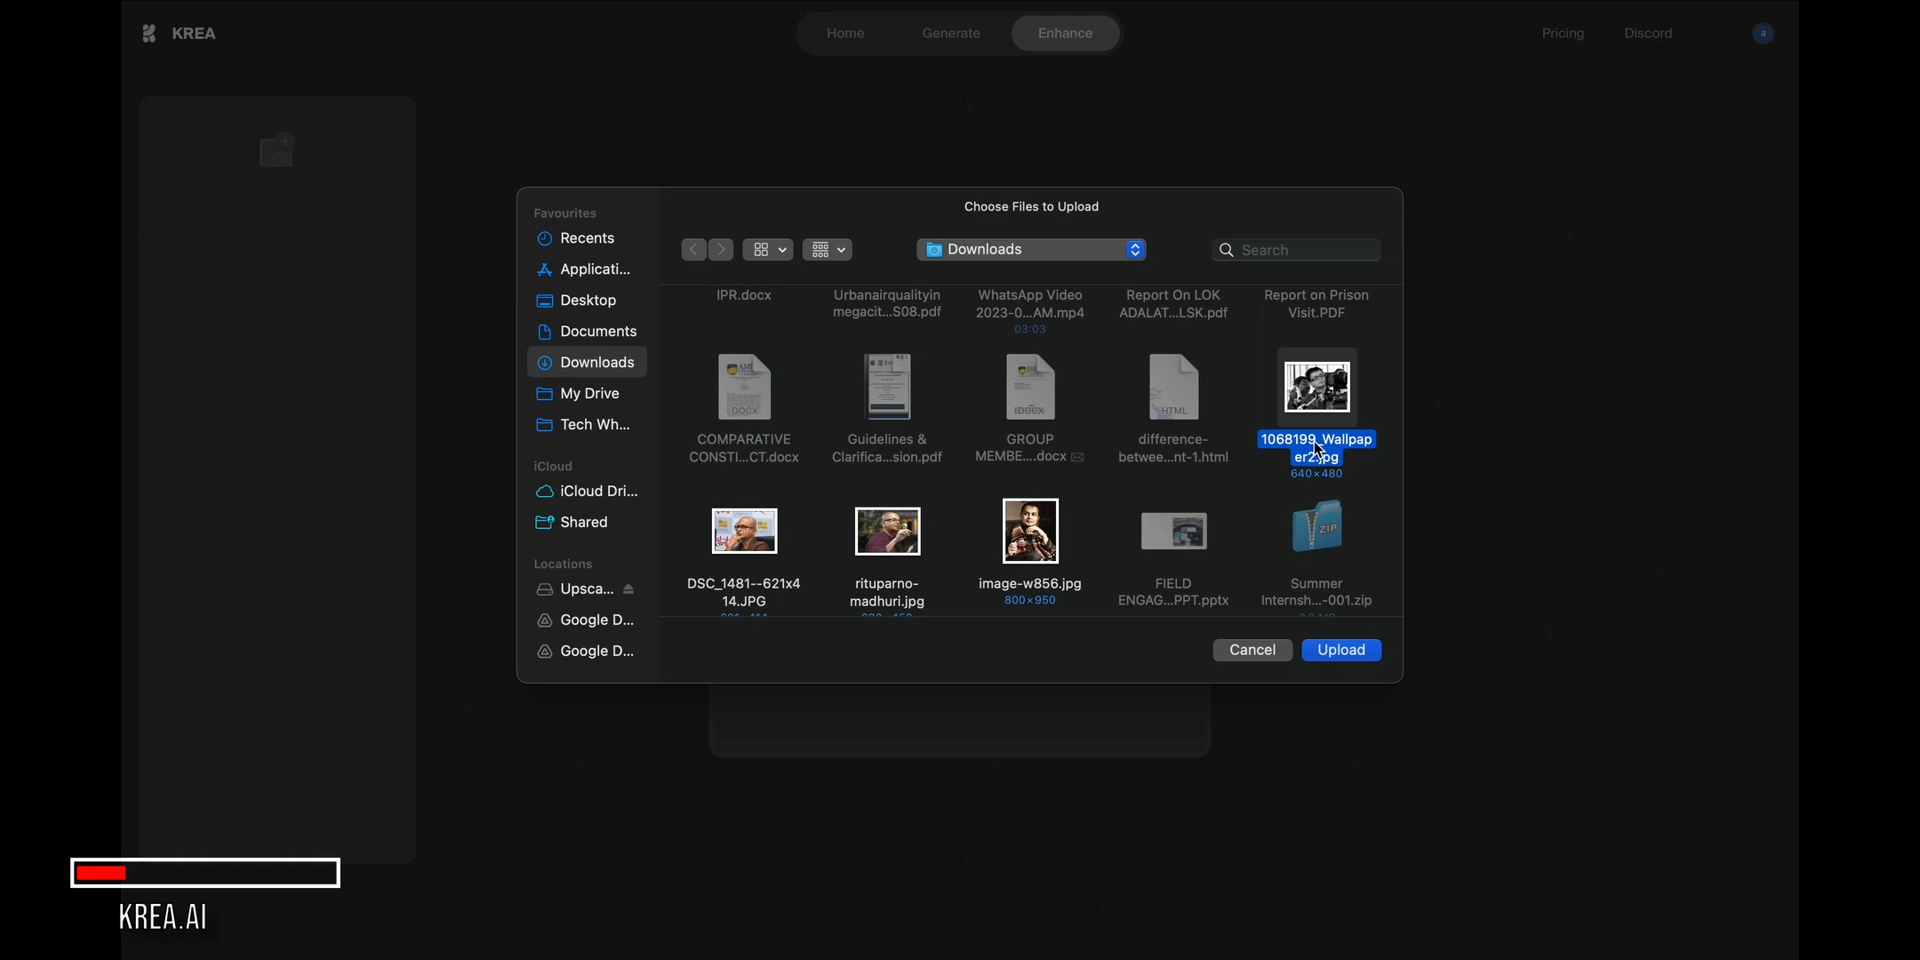 KREA
Home
Generate
Enhance
Pricing
Discord
a
Choose Files to Upload
Favourites
Recents
Applicati...
Desktop
Documents
Downloads
My Drive
Tech Wh...
iCloud
iCloud Dri...
Shared
Locations
Upsca...
Google D...
Google D...
Downloads
Search
IPR.docx
Urbanairqualityin
megacit...S08.pdf
WhatsApp Video
2023-0...AM.mp4
03:03
Report On LOK
ADALAT...LSK.pdf
Report on Prison
Visit.PDF
DOCX
COMPARATIVE
CONSTI...CT.docx
Guidelines &
Clarifica...sion.pdf
DOCX
GROUP
MEMBE....docx
HTML
difference-
betwee...nt-1.html
1068199_Wallpap
er2.jpg
640×480
DSC_1481--621x4
14.JPG
rituparno-
madhuri.jpg
image-w856.jpg
800×950
FIELD
ENGAG...PPT.pptx
ZIP
Summer
Internsh...-001.zip
Cancel
Upload
KREA.AI